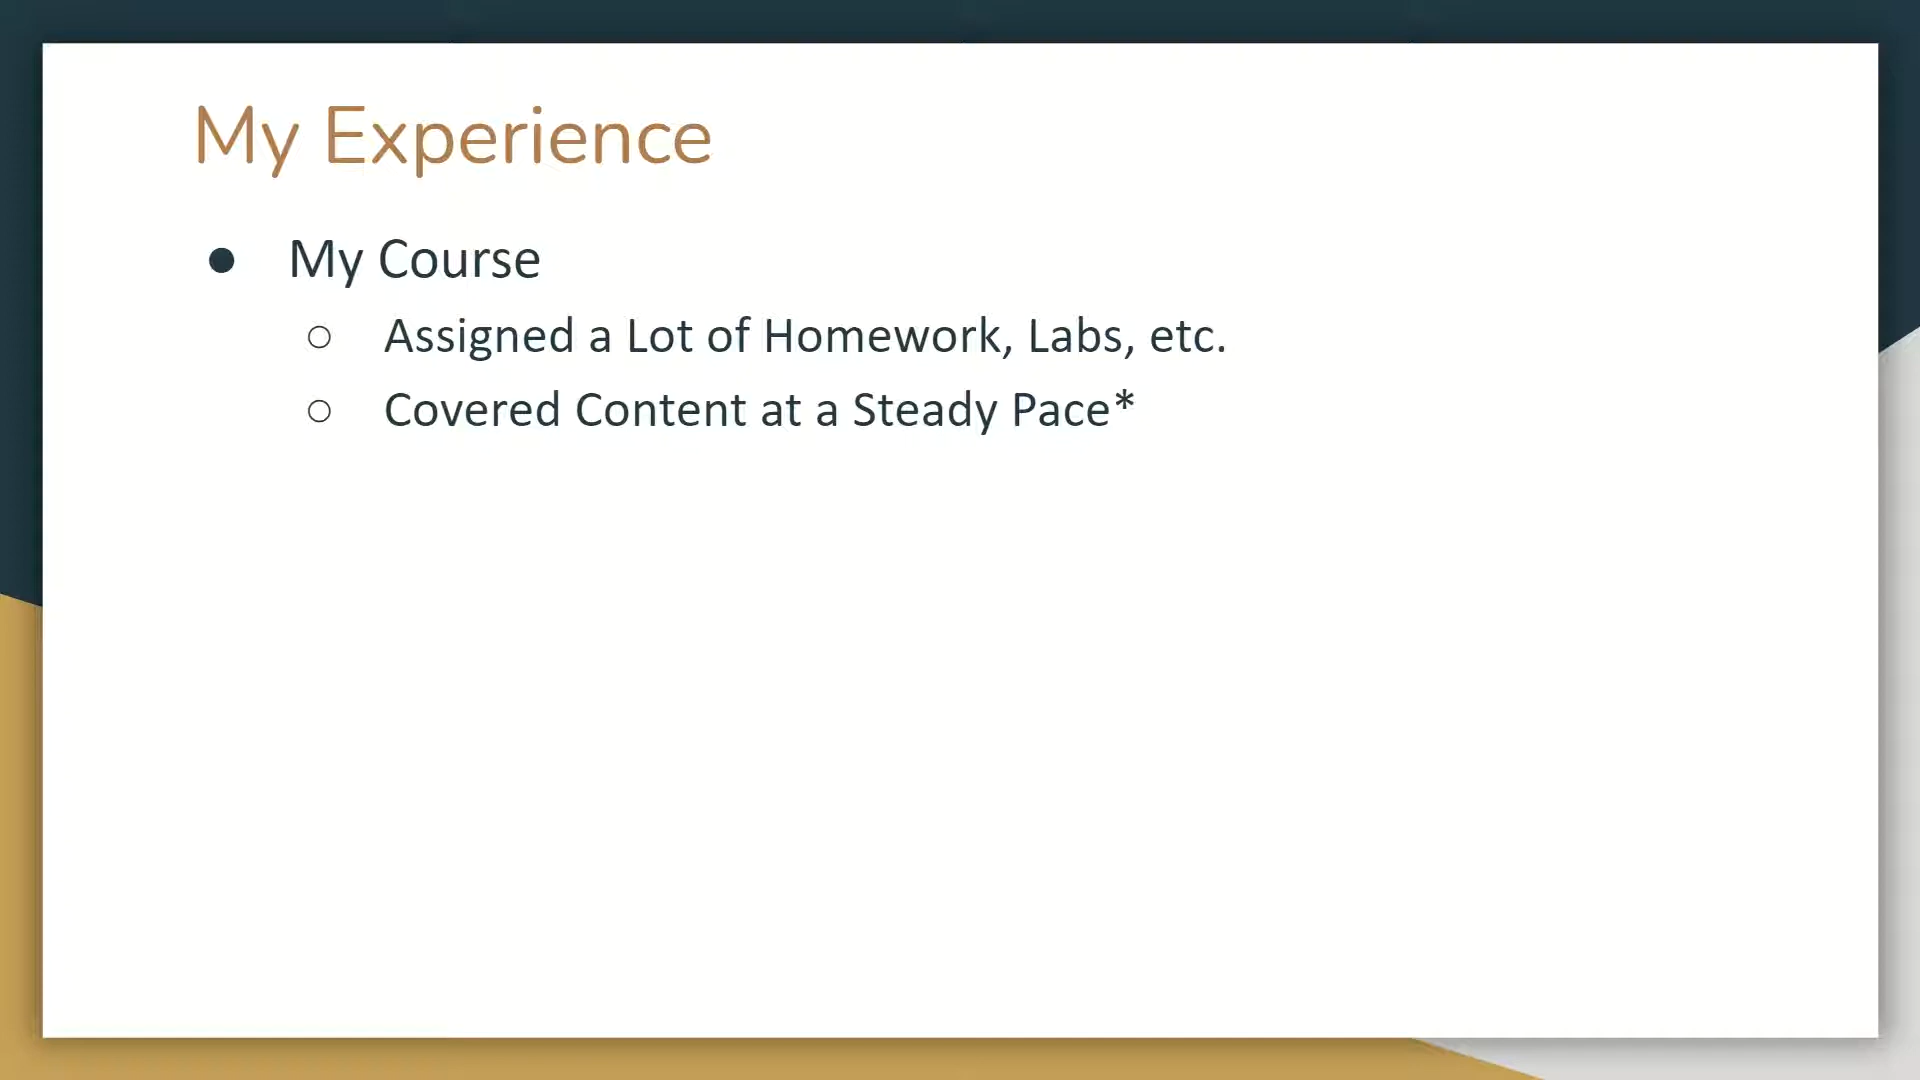 My Experience
● My Course
○ Assigned a Lot of Homework, Labs, etc.
○ Covered Content at a Steady Pace*